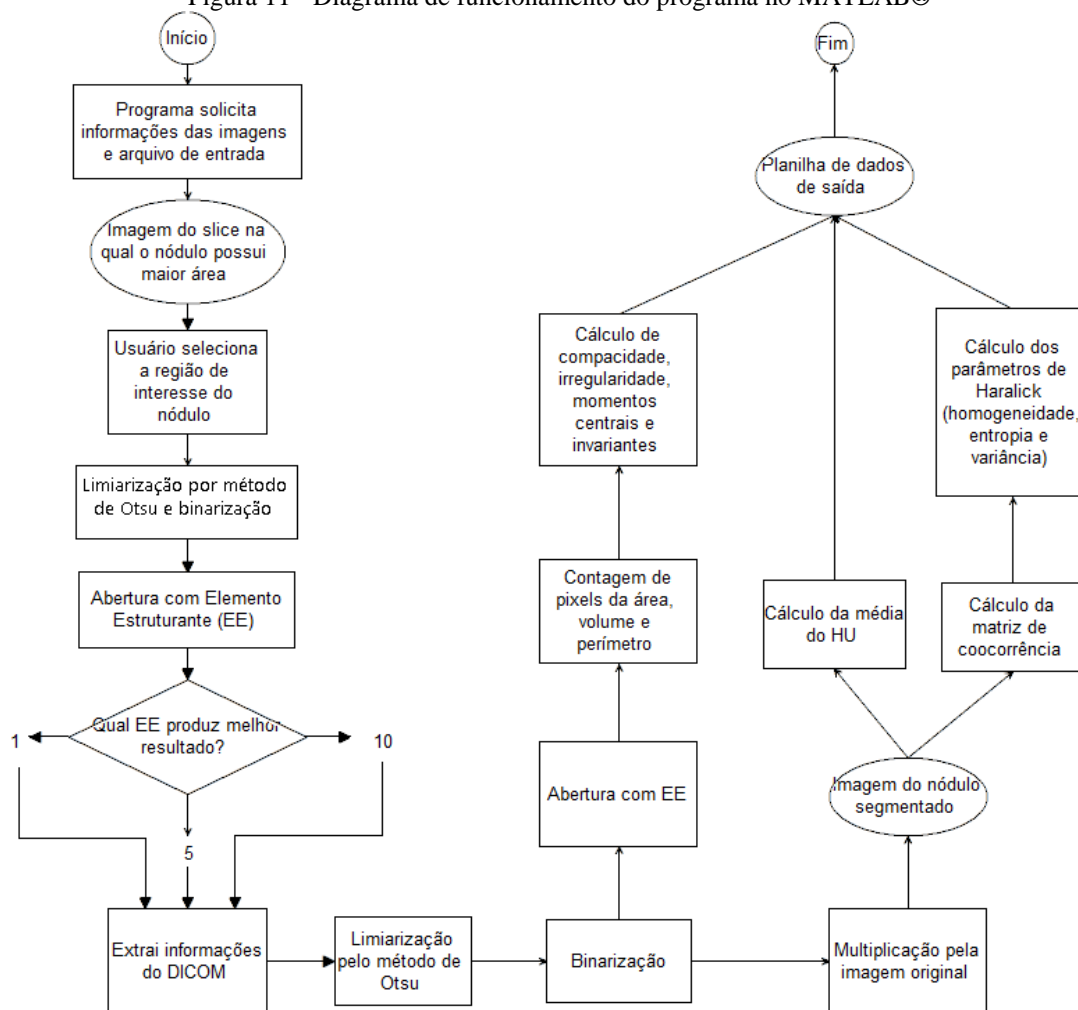 Figura 11 - Diagrama de funcionamento do programa no MATLAB®
Início
Programa solicita
informações das imagens
e arquivo de entrada
Imagem do slice na
qual o nódulo possui
maior área
Usuário seleciona
a região de
interesse do
nódulo
Limiarização por método
de Otsu e binarização
Abertura com Elemento
Estruturante (EE)
Qual EE produz melhor
resultado?
1
10
5
Extrai informações
do DICOM
Limiarização
pelo método de
Otsu
Binarização
Multiplicação pela
imagem original
Abertura com EE
Imagem do nódulo
segmentado
Contagem de
pixels da área,
volume e
perímetro
Cálculo da média
do HU
Cálculo da
matriz de
coocorrência
Cálculo de
compacidade,
irregularidade,
momentos
centrais e
invariantes
Cálculo dos
parâmetros de
Haralick
(homogeneidade,
entropia e
variância)
Planilha de dados
de saída
Fim